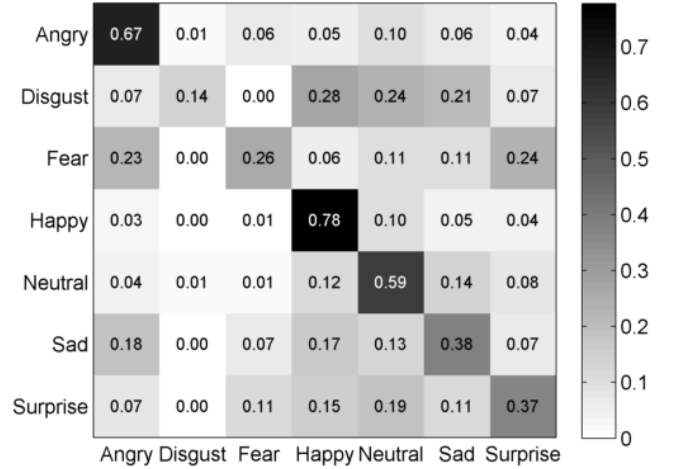 Angry 0.67 0.01 0.06 0.05 0.10 0.06 0.04
Disgust 0.07 0.14 0.00 0.28 0.24 0.21 0.07
Fear 0.23 0.00 0.26 0.06 0.11 0.11 0.24
Happy 0.03 0.00 0.01 0.78 0.10 0.05 0.04
Neutral 0.04 0.01 0.01 0.12 0.59 0.14 0.08
Sad 0.18 0.00 0.07 0.17 0.13 0.38 0.07
Surprise 0.07 0.00 0.11 0.15 0.19 0.11 0.37
Angry Disgust Fear Happy Neutral Sad Surprise
0.7
0.6
0.5
0.4
0.3
0.2
0.1
0